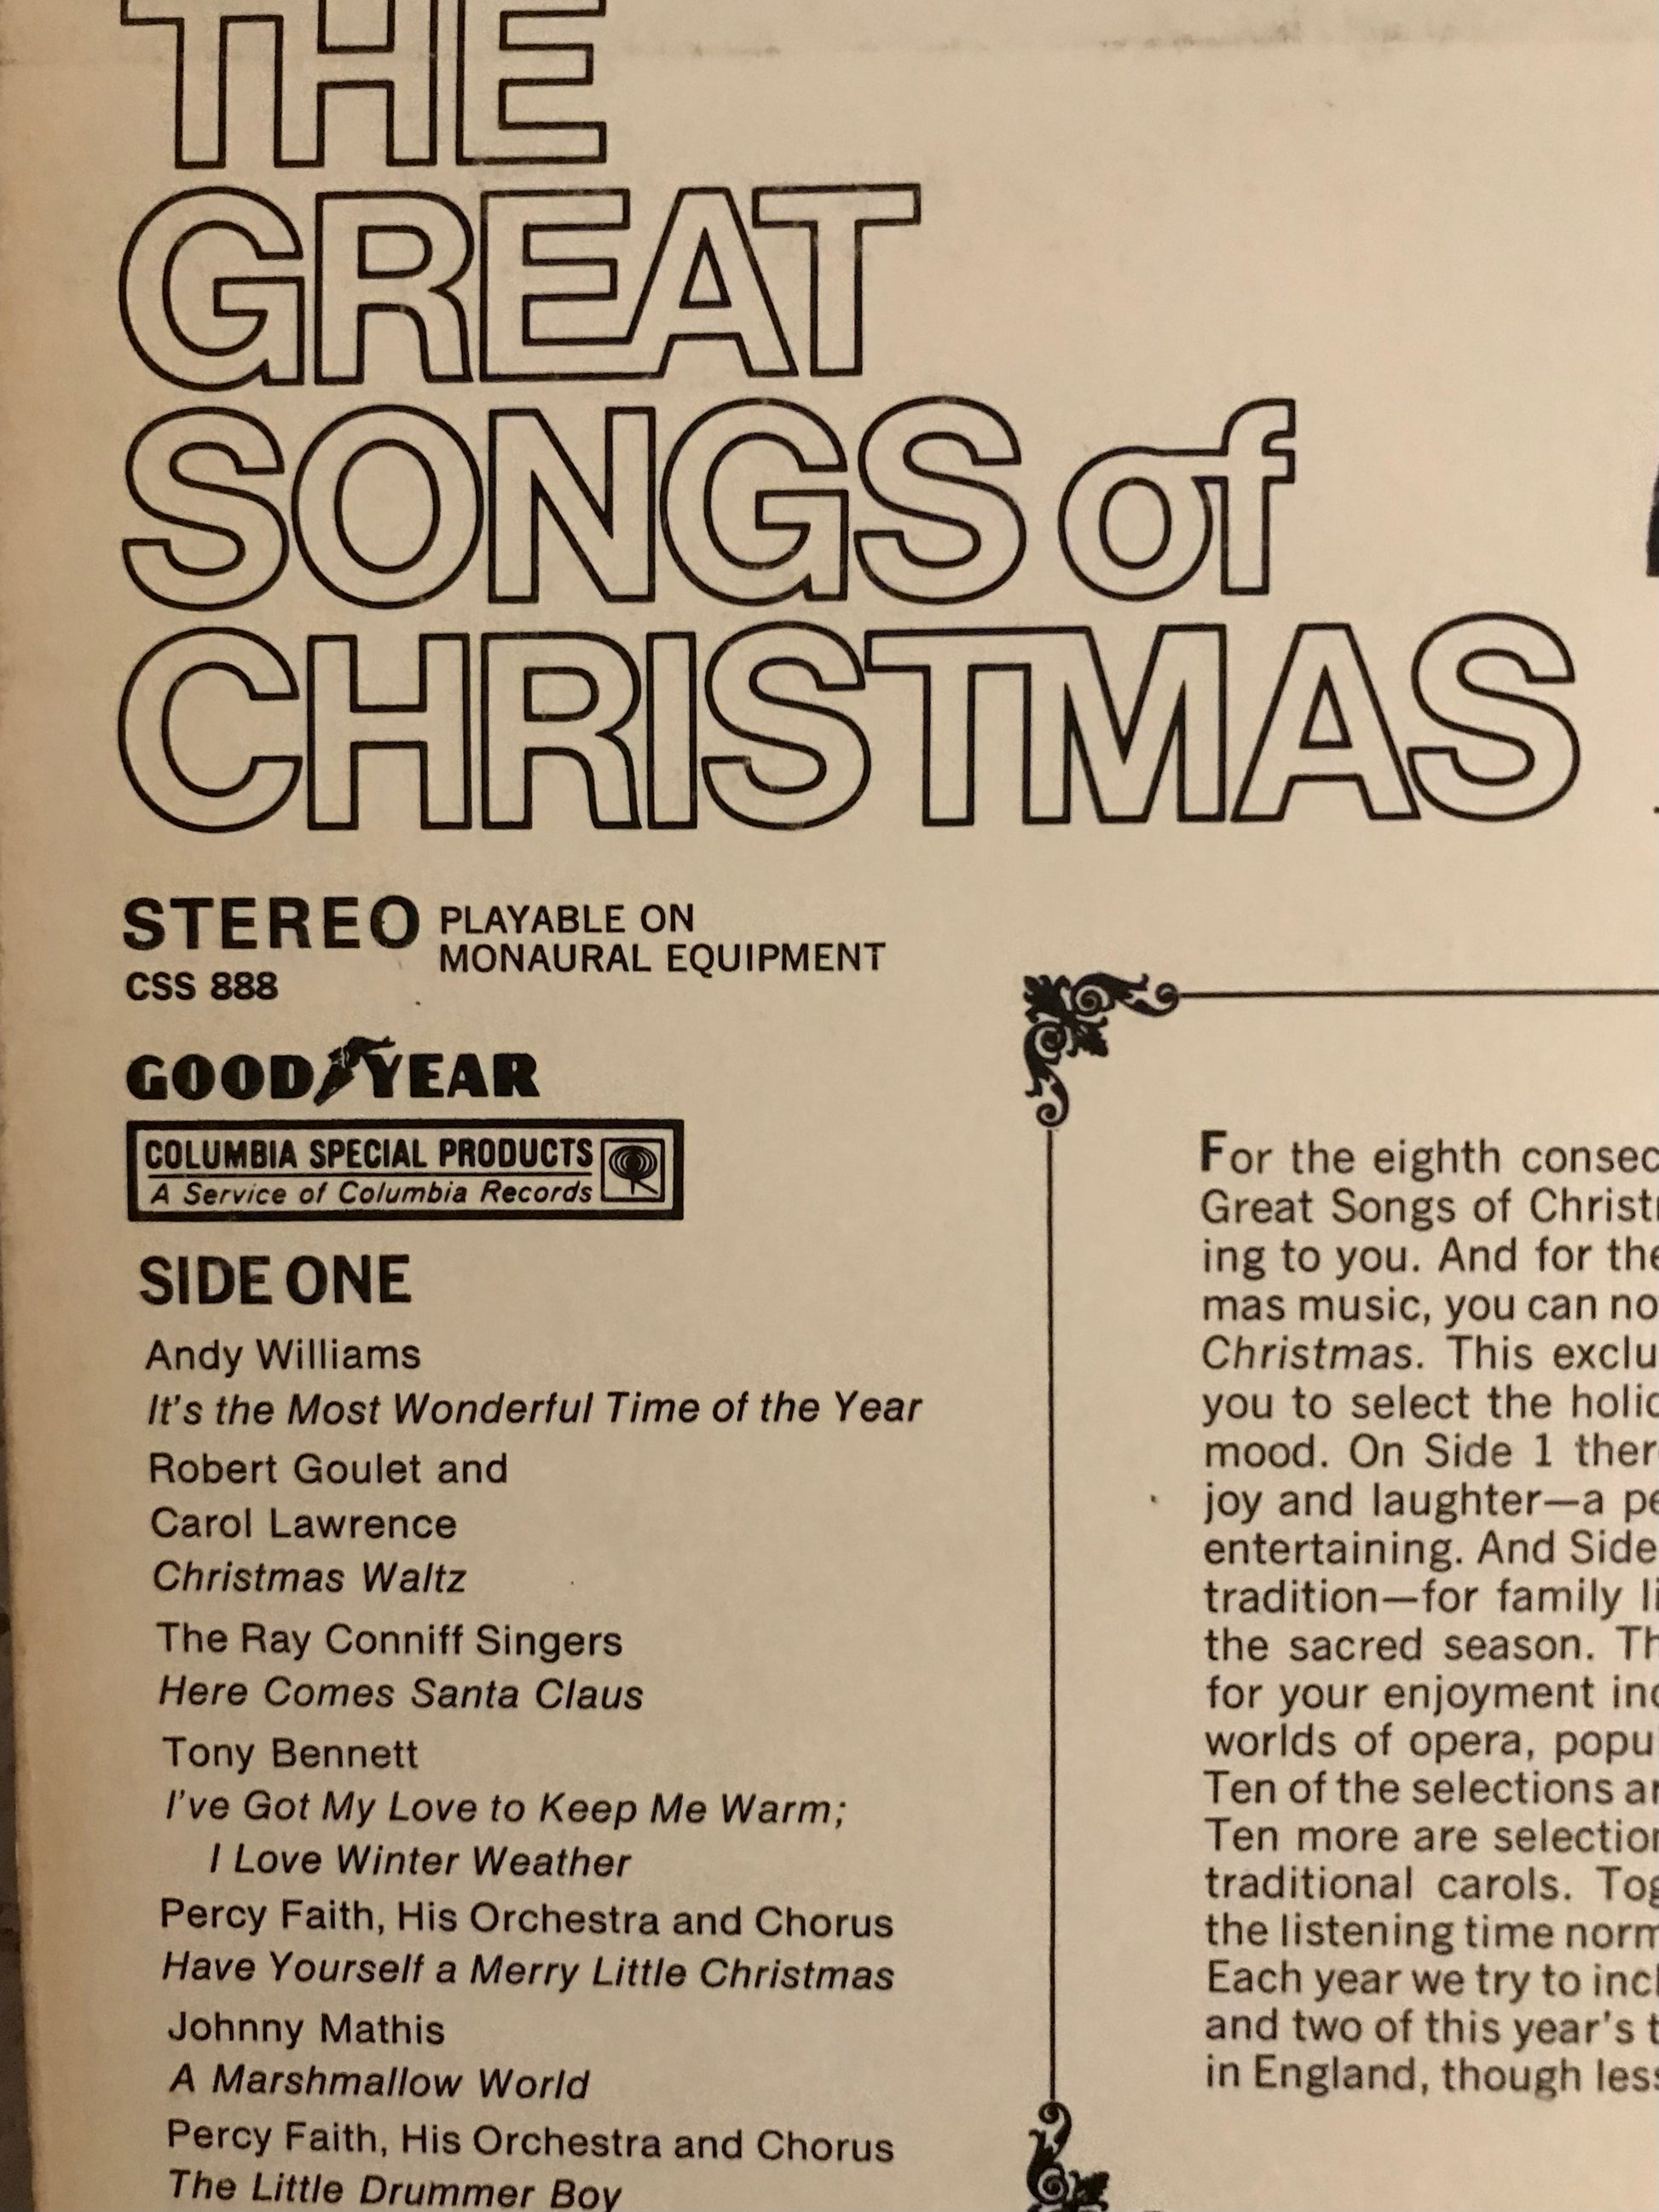 THE
GREAT
SONGS of
CHRISTMAS
STEREO PLAYABLE ON
MONAURAL EQUIPMENT
CSS 888
GOODYEAR
COLUMBIA SPECIAL PRODUCTS
A Service of Columbia Records
SIDE ONE
Andy Williams
It's the Most Wonderful Time of the Year
Robert Goulet and
Carol Lawrence
Christmas Waltz
The Ray Conniff Singers
Here Comes Santa Claus
Tony Bennett
I've Got My Love to Keep Me Warm;
I Love Winter Weather
Percy Faith, His Orchestra and Chorus
Have Yourself a Merry Little Christmas
Johnny Mathis
A Marshmallow World
Percy Faith, His Orchestra and Chorus
The Little Drummer Boy
For the eighth consec
Great Songs of Christ
ing to you. And for the
mas music, you can no
Christmas. This exclu
you to select the holi
mood. On Side 1 ther
joy and laughter—a pe
entertaining. And Side
tradition—for family li
the sacred season. Th
for your enjoyment inc
worlds of opera, popu
Ten of the selections a
Ten more are selection
traditional carols. Tog
the listening time norm
Each year we try to incl
and two of this year's t
in England, though less